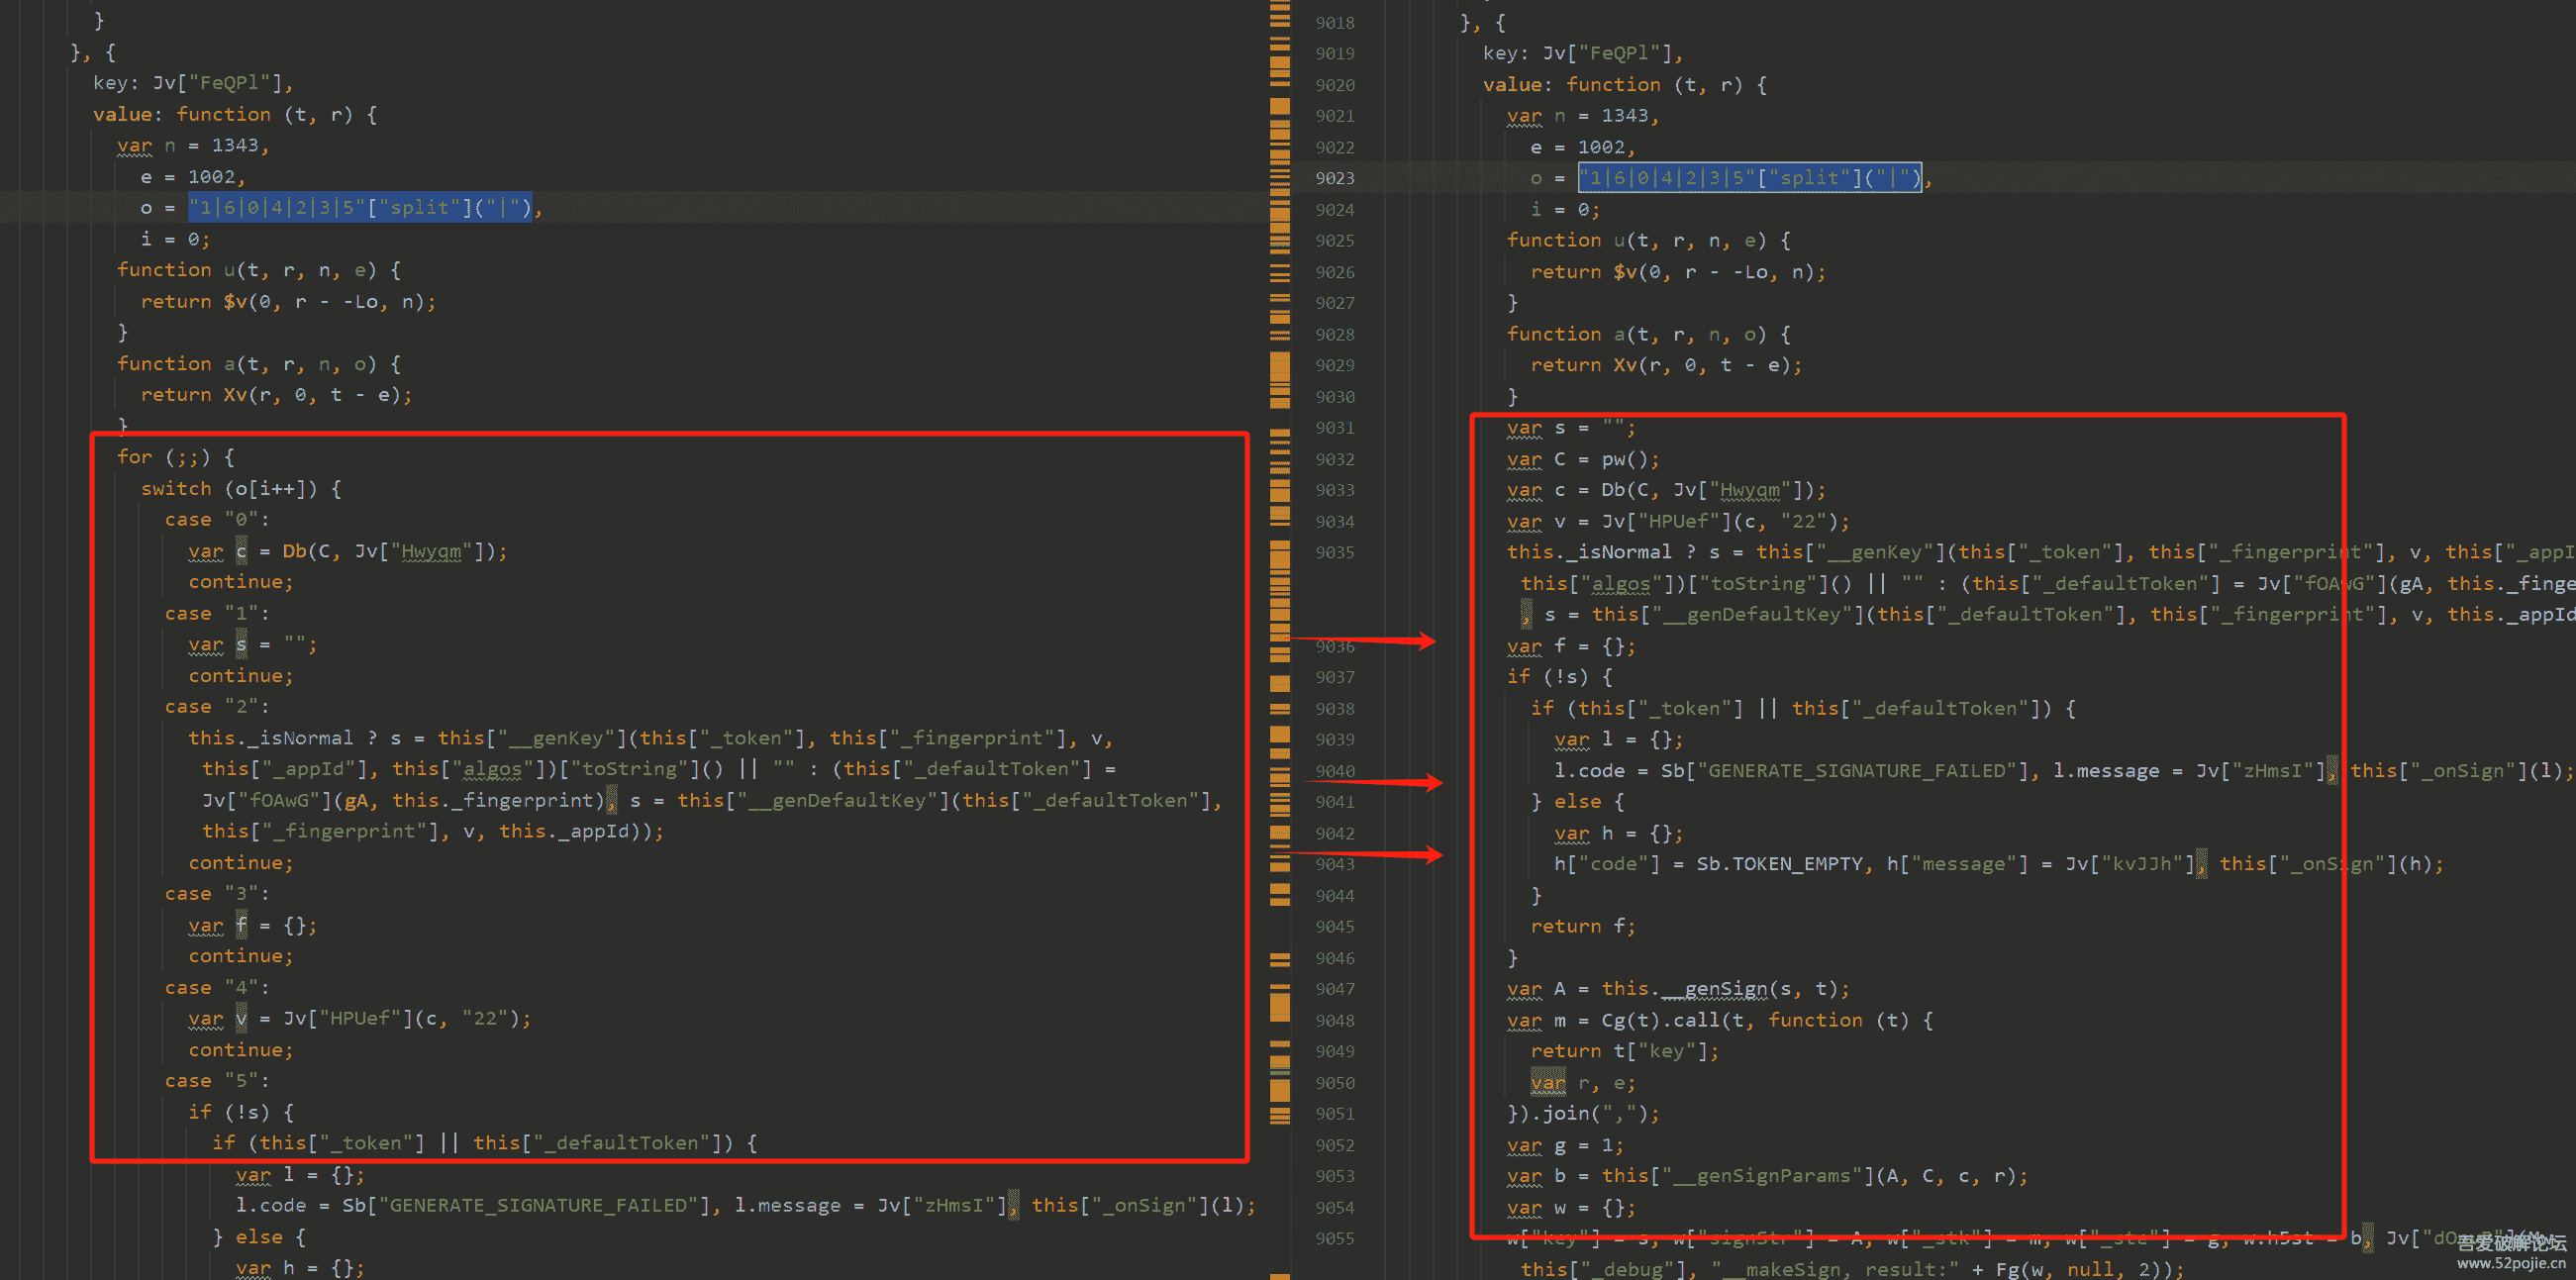 }
}, {
key: Jv["FeQPl"],
value: function (t, r) {
var n = 1343,
e = 1002,
o = "1|6|0|4|2|3|5"["split"]("|"),
i = 0;
function u(t, r, n, e) {
return $v(0, r - -Lo, n);
}
function a(t, r, n, o) {
return Xv(r, 0, t - e);
}
for (;;) {
switch (o[i++]) {
case "0":
var c = Db(C, Jv["Hwyqm"]);
continue;
case "1":
var s = "";
continue;
case "2":
this._isNormal ? s = this["__genKey"](this["_token"], this["_fingerprint"], v,
this["_appId"], this["algos"])["toString"]() || "" : (this["_defaultToken"] =
Jv["fOAwG"](gA, this._fingerprint), s = this["__genDefaultKey"](this["_defaultToken"],
this["_fingerprint"], v, this._appId));
continue;
case "3":
var f = {};
continue;
case "4":
var v = Jv["HPUef"](c, "22");
continue;
case "5":
if (!s) {
if (this["_token"] || this["_defaultToken"]) {
var l = {};
l.code = Sb["GENERATE_SIGNATURE_FAILED"], l.message = Jv["zHmsI"], this["_onSign"](l);
} else {
var h = {};
9018 }, {
9019 key: Jv["FeQPl"],
9020 value: function (t, r) {
9021 var n = 1343,
9022 e = 1002,
9023 o = "1|6|0|4|2|3|5"["split"]("|"),
9024 i = 0;
9025 function u(t, r, n, e) {
9026 return $v(0, r - -Lo, n);
9027 }
9028 function a(t, r, n, o) {
9029 return Xv(r, 0, t - e);
9030 }
9031 var s = "";
9032 var C = pw();
9033 var c = Db(C, Jv["Hwyqm"]);
9034 var v = Jv["HPUef"](c, "22");
9035 this._isNormal ? s = this["__genKey"](this["_token"], this["_fingerprint"], v, this["_appI
this["algos"])["toString"]() || "" : (this["_defaultToken"] = Jv["fOAwG"](gA, this._finge
, s = this["__genDefaultKey"](this["_defaultToken"], this["_fingerprint"], v, this._appId
9036 var f = {};
9037 if (!s) {
9038 if (this["_token"] || this["_defaultToken"]) {
9039 var l = {};
9040 l.code = Sb["GENERATE_SIGNATURE_FAILED"], l.message = Jv["zHmsI"], this["_onSign"](l);
9041 } else {
9042 var h = {};
9043 h["code"] = Sb.TOKEN_EMPTY, h["message"] = Jv["kvJJh"], this["_onSign"](h);
9044 }
9045 return f;
9046 }
9047 var A = this.__genSign(s, t);
9048 var m = Cg(t).call(t, function (t) {
9049 return t["key"];
9050 var r, e;
9051 }).join(",");
9052 var g = 1;
9053 var b = this["__genSignParams"](A, C, c, r);
9054 var w = {};
9055 w["key"] = s, w["signStr"] = A, w["_stk"] = m, w["_ste"] = g, w.h5st = b,
this["_debug"], "__makeSign, result:" + Fg(w, null, 2));
吾爱破解论坛
www.52pojie.cn